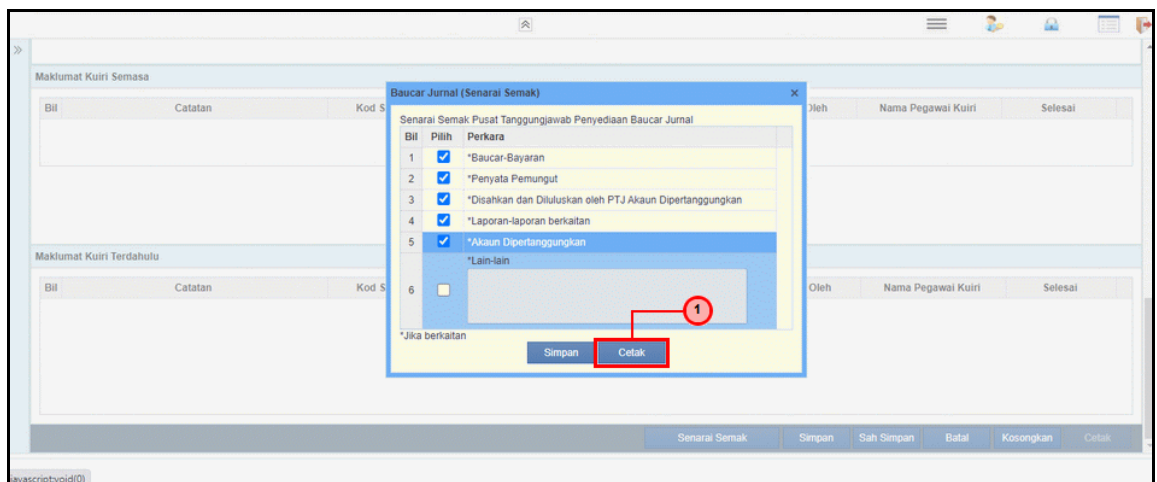 Maklumat Kuiri Semasa
Bil Catatan Kod S Oleh Nama Pegawai Kuiri Selesai
Baucar Jurnal (Senarai Semak) ×
Senarai Semak Pusat Tanggungjawab Penyediaan Baucar Jurnal
Bil Pilih Perkara
1 *Baucar-Bayaran
2 *Penyata Pemungut
3 *Disahkan dan Diluluskan oleh PTJ Akaun Dipertanggungkan
4 *Laporan-laporan berkaitan
5 *Akaun Dipertanggungkan
*Lain-lain
6
1
*Jika berkaitan
Simpan Cetak
Maklumat Kuiri Terdahulu
Bil Catatan Kod S Oleh Nama Pegawai Kuiri Selesai
Senarai Semak Simpan Sah Simpan Batal Kosongkan Cetak
javascript:void(0)